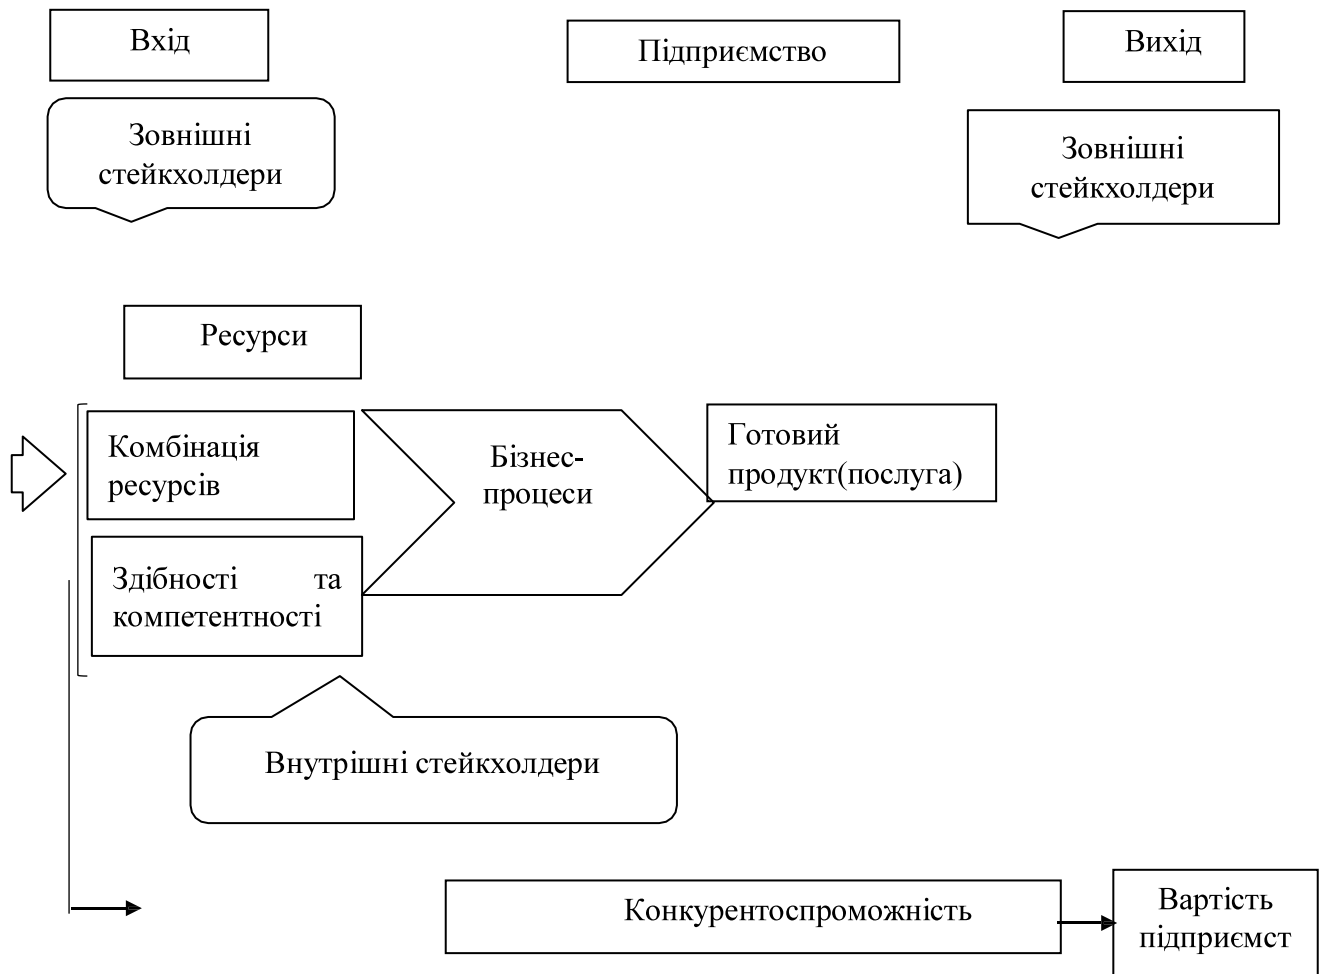 Вхід
Підприємство
Вихід
Зовнішні
стейкхолдери
Зовнішні
стейкхолдери
Ресурси
Комбінація
ресурсів
Бізнес-
процеси
Готовий
продукт(послуга)
Здібності та
компетентності
Внутрішні стейкхолдери
Конкурентоспроможність
Вартість
підприємст